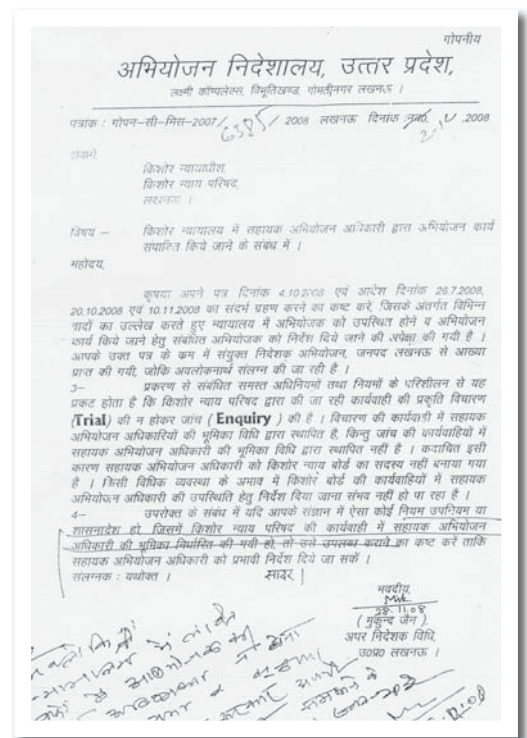 गोपनीय
अभियोजन निदेशालय, उत्तर प्रदेश,
लक्ष्मी कॉम्पलेक्स, विभूतिखण्ड, गोमतीनगर लखनऊ ।
पत्रांक : गोपन-सी-मिस-2007/6385/ 2008 लखनऊ दिनांक .2008
सेवामें,
किशोर न्यायाधीश,
किशोर न्याय परिषद,
लखनऊ ।
विषय – किशोर न्यायालय में सहायक अभियोजन अधिकारी द्वारा अभियोजन कार्य
संपादित किये जाने के संबंध में ।
महोदय,
कृपया अपने पत्र दिनांक 4.10.2008 एवं आदेश दिनांक 26.7.2008,
20.10.2008 एवं 10.11.2008 का संदर्भ ग्रहण करने का कष्ट करें, जिसके अंतर्गत विभिन्न
वादों का उल्लेख करते हुए न्यायालय में अभियोजक को उपस्थित होने व अभियोजन
कार्य किये जाने हेतु संबंधित अभियोजक को निर्देश दिये जाने की अपेक्षा की गयी है ।
आपके उक्त पत्र के क्रम में संयुक्त निदेशक अभियोजन, जनपद लखनऊ से आख्या
प्राप्त की गयी, जोकि अवलोकनार्थ संलग्न की जा रही है ।
3– प्रकरण से संबंधित समस्त अधिनियमों तथा नियमों के परिशीलन से यह
प्रकट होता है कि किशोर न्याय परिषद द्वारा की जा रही कार्यवाही की प्रकृति विचारण
(Trial) की न होकर जांच ( Enquiry ) की है । विचारण की कार्यवाही में सहायक
अभियोजन अधिकारियों की भूमिका विधि द्वारा स्थापित है, किन्तु जांच की कार्यवाहियों में
सहायक अभियोजन अधिकारी की भूमिका विधि द्वारा स्थापित नहीं है । कदाचित इसी
कारण सहायक अभियोजन अधिकारी को किशोर न्याय बोर्ड का सदस्य नहीं बनाया गया
है । किसी विधिक व्यवस्था के अभाव में किशोर बोर्ड की कार्यवाहियों में सहायक
अभियोजन अधिकारी की उपस्थिति हेतु निर्देश दिया जाना संभव नहीं हो पा रहा है ।
4– उपरोक्त के संबंध में यदि आपके संज्ञान में ऐसा कोई नियम उपनियम या
शासनादेश हो, जिसमें किशोर न्याय परिषद की कार्यवाही में सहायक अभियोजन
अधिकारी की भूमिका निर्धारित की गयी हो, तो उसे उपलब्ध कराने का कष्ट करें ताकि
सहायक अभियोजन अधिकारी को प्रभावी निर्देश दिये जा सकें ।
संलग्नक : यथोक्त । सादर
भवदीय,
28.11.08
( मुकुन्द जैन )
अपर निदेशक विधि,
उ०प्र० लखनऊ ।